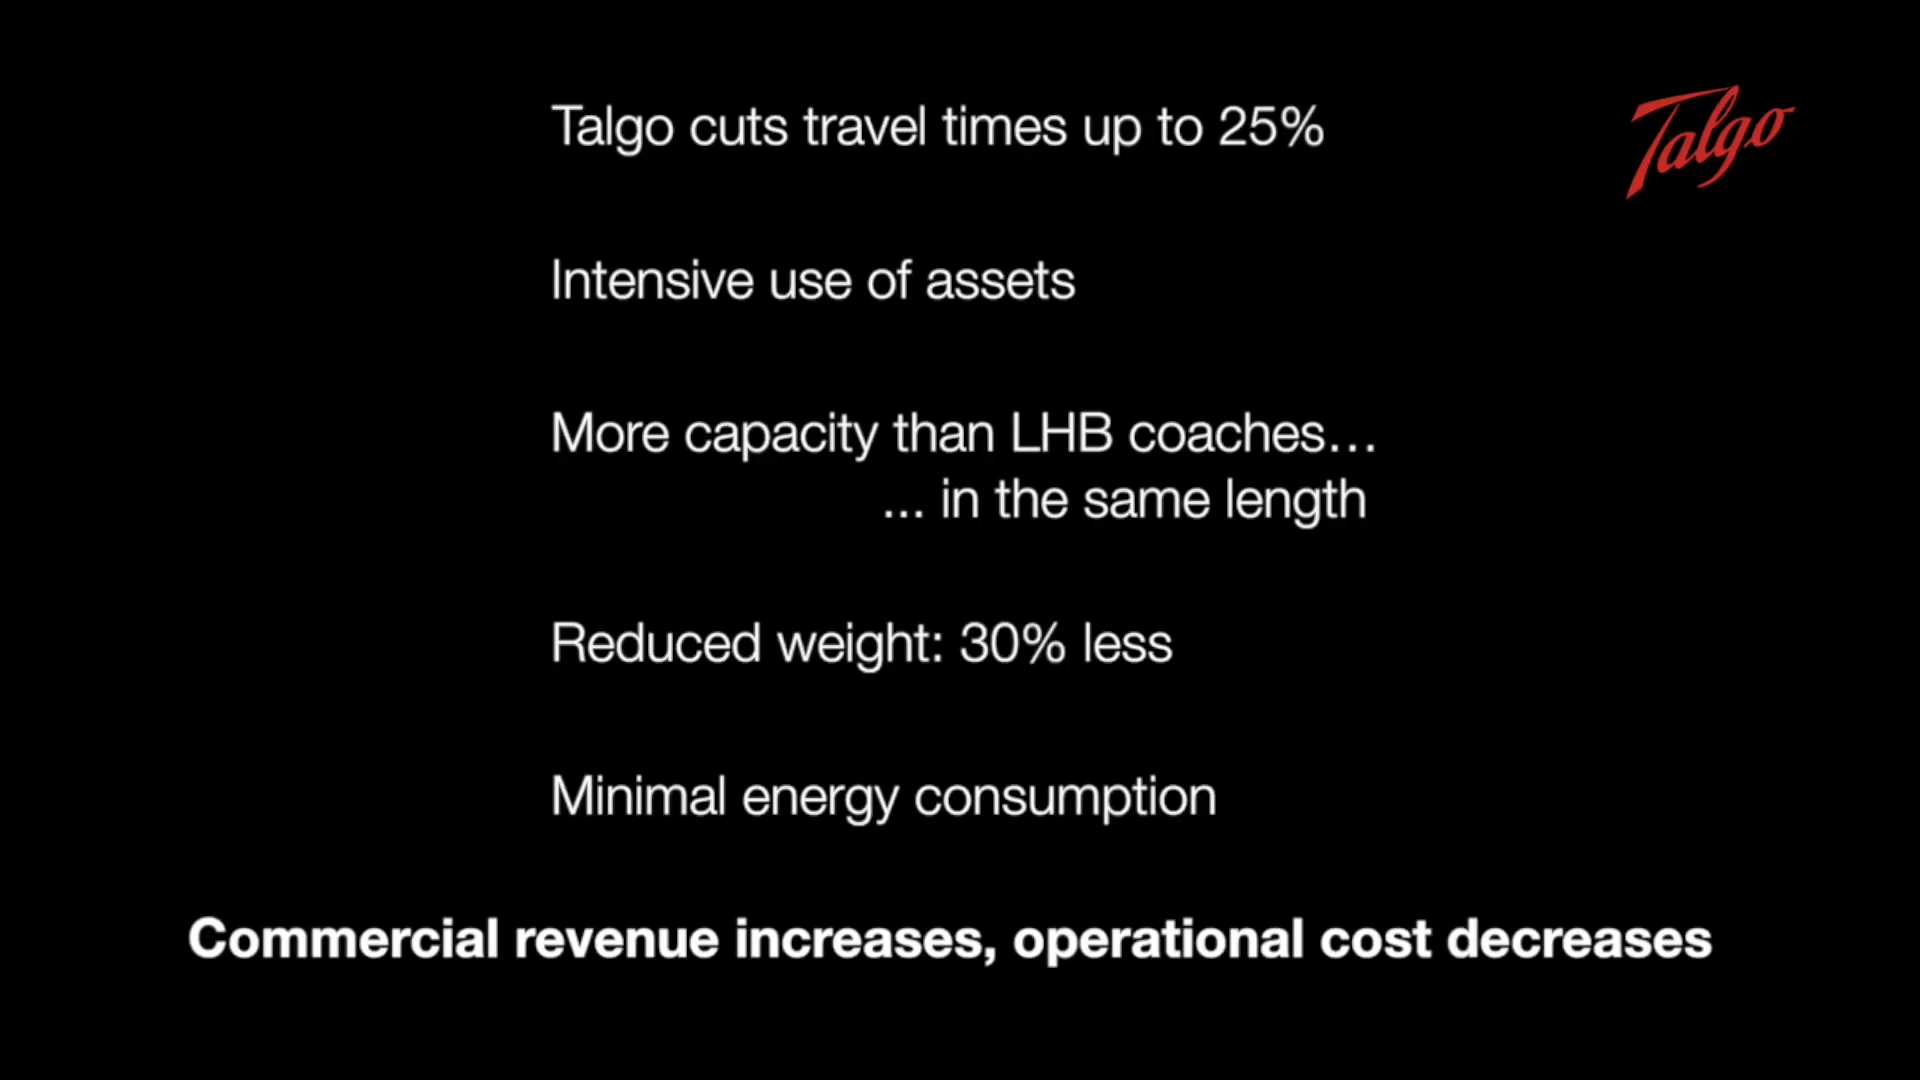 Talgo cuts travel times up to 25%
Talgo
Intensive use of assets
More capacity than LHB coaches…
... in the same length
Reduced weight: 30% less
Minimal energy consumption
Commercial revenue increases, operational cost decreases